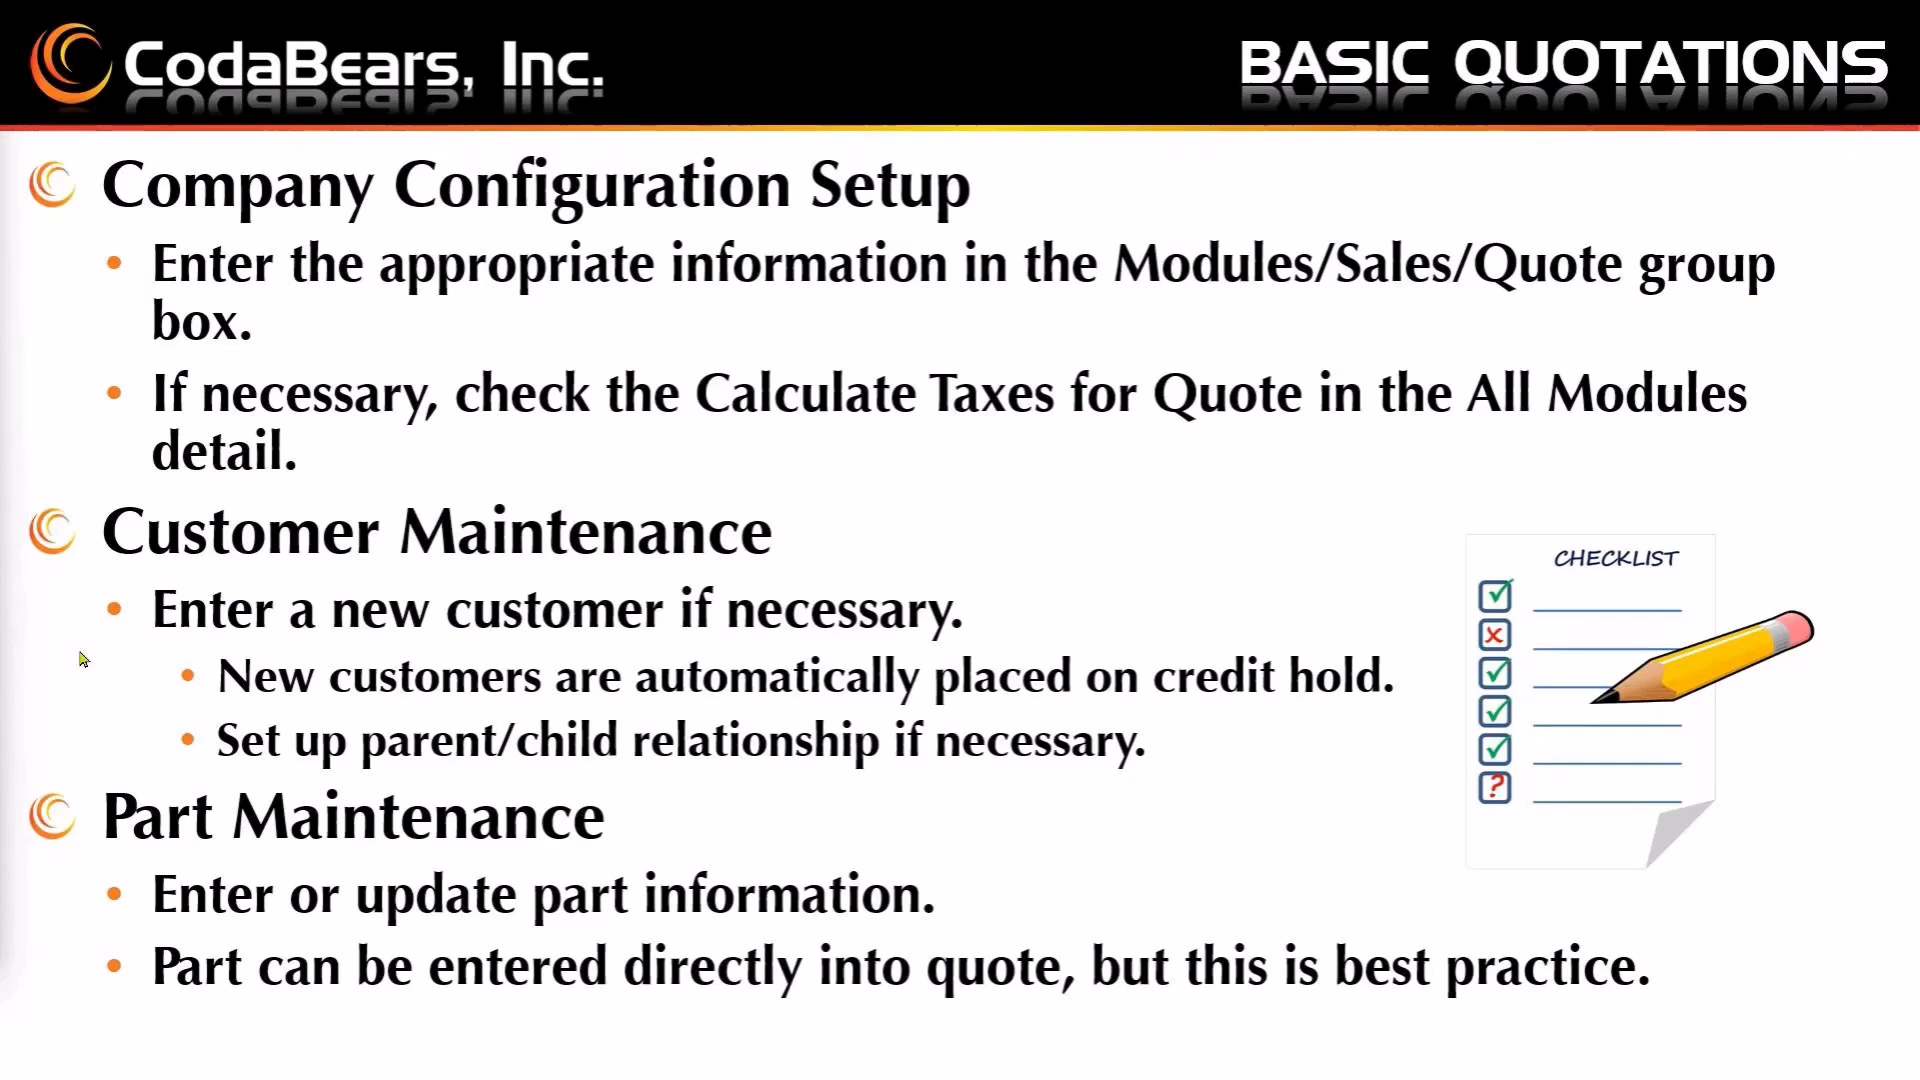 CodaBears, Inc.
BASIC QUOTATIONS
Company Configuration Setup
• Enter the appropriate information in the Modules/Sales/Quote group
box.
• If necessary, check the Calculate Taxes for Quote in the All Modules
detail.
Customer Maintenance
• Enter a new customer if necessary.
• New customers are automatically placed on credit hold.
• Set up parent/child relationship if necessary.
CHECKLIST
?
Part Maintenance
• Enter or update part information.
• Part can be entered directly into quote, but this is best practice.